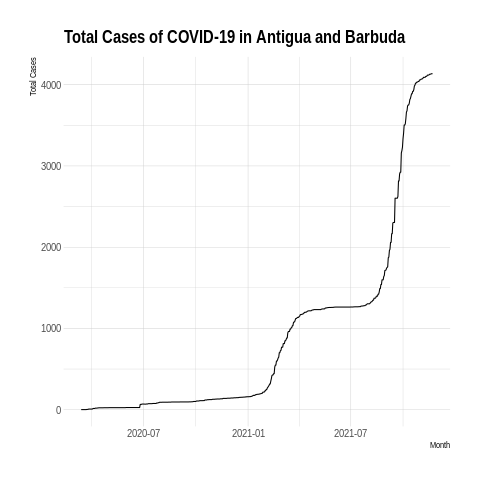 Total Cases of COVID-19 in Antigua and Barbuda
Total Cases
4000
3000
2000
1000
0
2020-07 2021-01 2021-07
Month